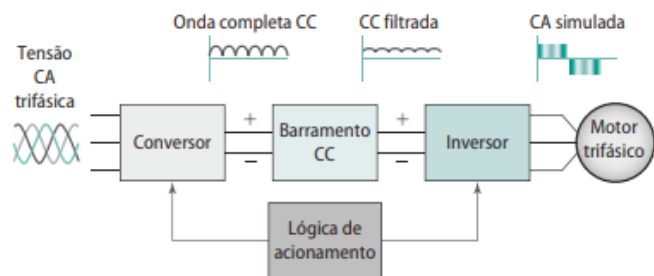 Onda completa CC
CC filtrada
CA simulada
Tensão
CA
trifásica
Conversor
+
−
Barramento
CC
+
−
Inversor
Motor
trifásico
Lógica de
acionamento